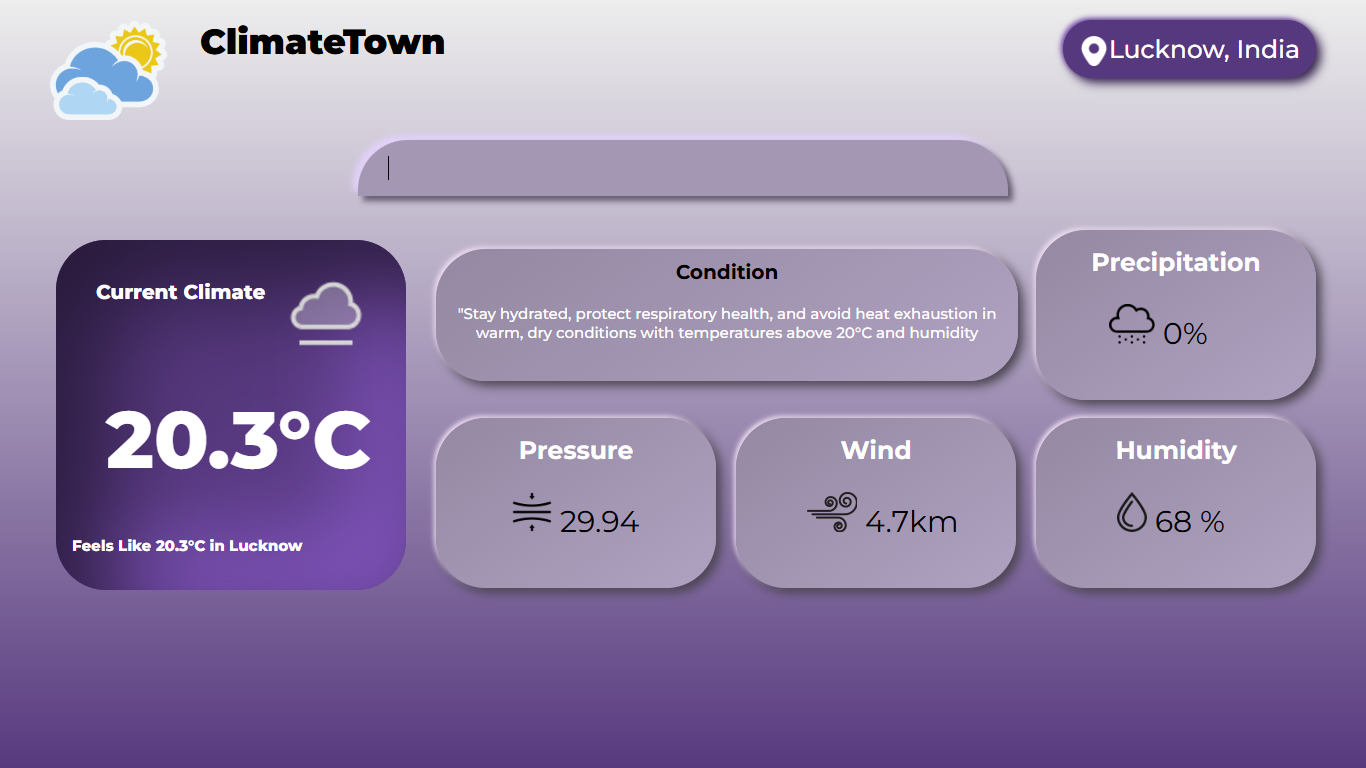 ClimateTown
Lucknow, India
Current Climate
20.3°C
Feels Like 20.3°C in Lucknow
Condition
"Stay hydrated, protect respiratory health, and avoid heat exhaustion in
warm, dry conditions with temperatures above 20°C and humidity
Precipitation
0%
Pressure
29.94
Wind
4.7km
Humidity
68 %